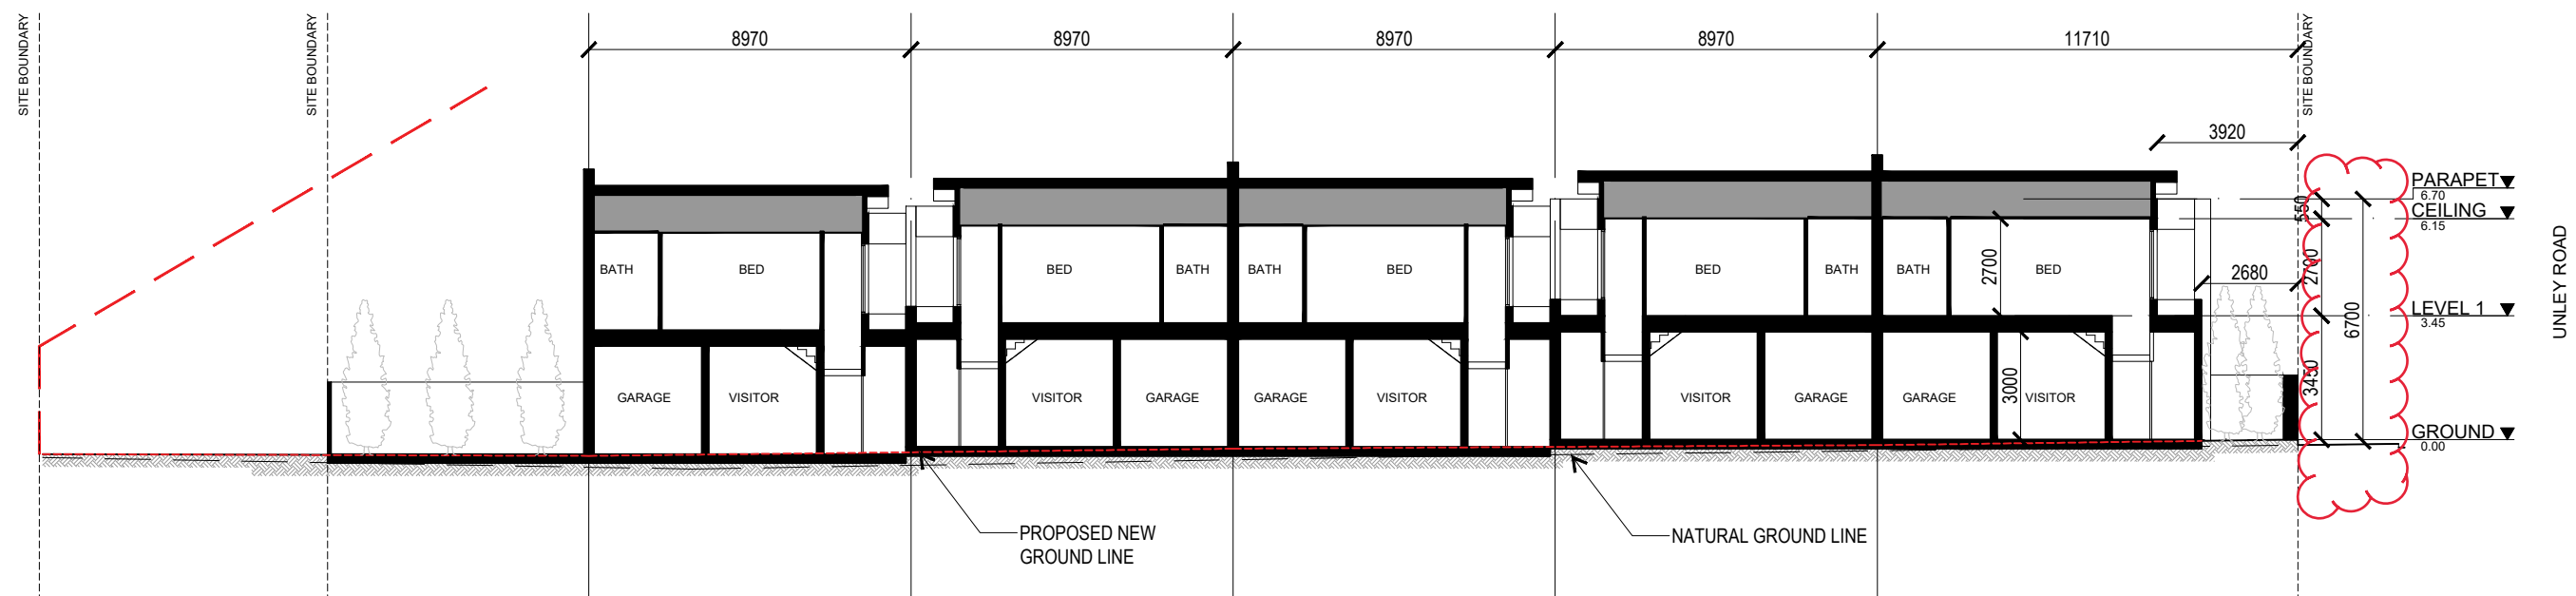 SITE BOUNDARY
SITE BOUNDARY
8970
8970
8970
8970
11710
SITE BOUNDARY
3920
PARAPET
6.70
550
CEILING
6.15
UNLEY ROAD
BATH
BED
BED
BATH
BATH
BED
BED
2700
BATH
BATH
BED
2680
2700
LEVEL 1
3.45
6700
GARAGE
VISITOR
VISITOR
GARAGE
GARAGE
VISITOR
VISITOR
GARAGE
GARAGE
3000
VISITOR
3450
GROUND
0.00
PROPOSED NEW
GROUND LINE
NATURAL GROUND LINE